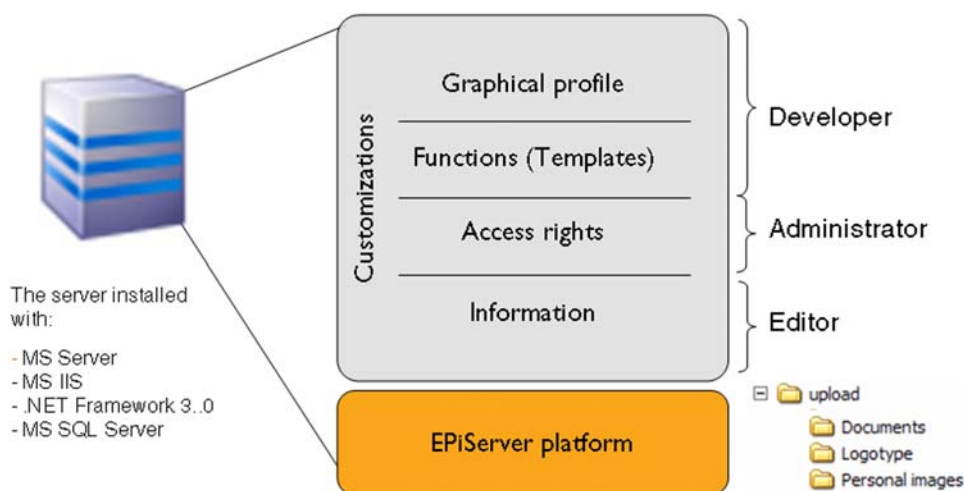 Graphical profile
Functions (Templates)
Access rights
Information
Customizations
Developer
Administrator
Editor
The server installed
with:
- MS Server
- MS IIS
- .NET Framework 3..0
- MS SQL Server
EPiServer platform
upload
Documents
Logotype
Personal images